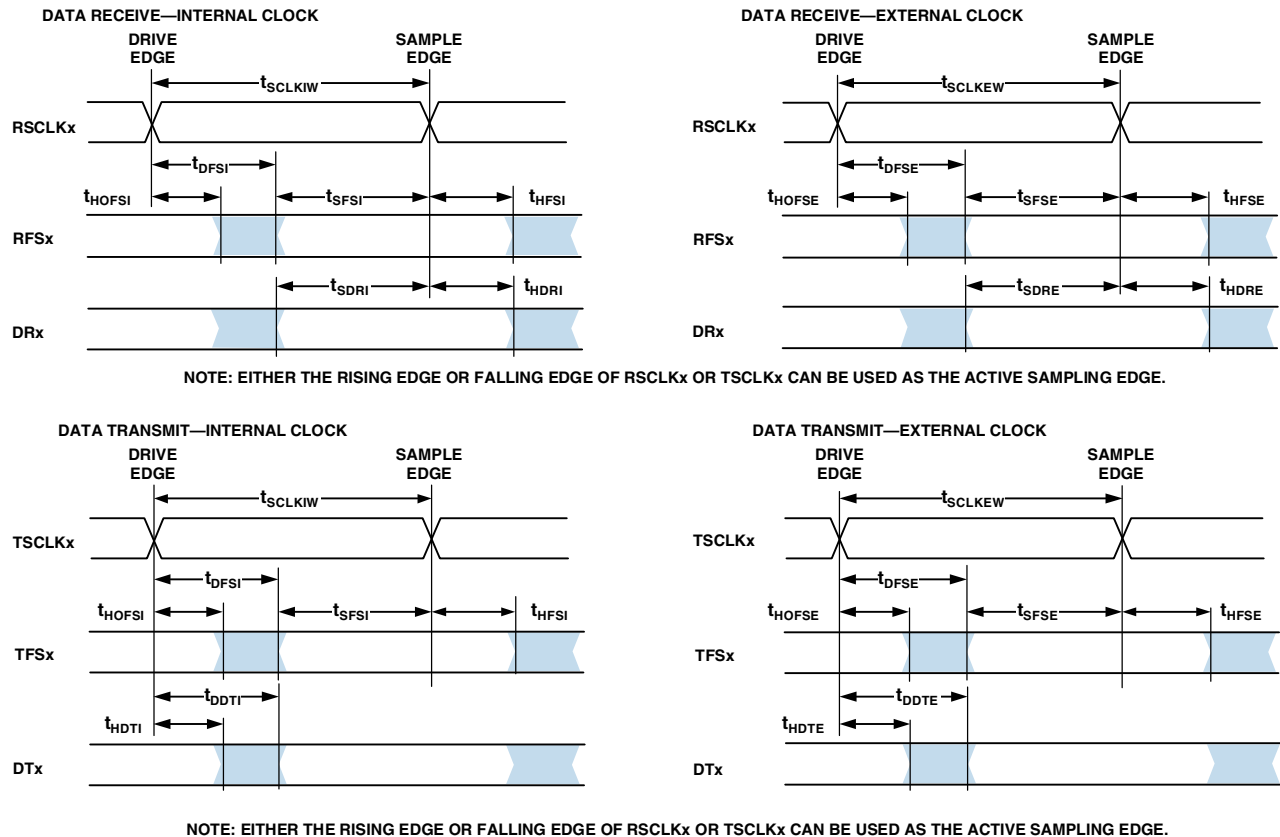 DATA RECEIVE—INTERNAL CLOCK
DRIVE
EDGE
SAMPLE
EDGE
tSCLKIW
RSCLKx
tDFSI
tHOFSI
tSFSI
tHFSI
RFSx
tSDRI
tHDRI
DRx
DATA RECEIVE—EXTERNAL CLOCK
DRIVE
EDGE
SAMPLE
EDGE
tSCLKEW
RSCLKx
tDFSE
tHOFSE
tSFSE
tHFSE
RFSx
tSDRE
tHDRE
DRx
NOTE: EITHER THE RISING EDGE OR FALLING EDGE OF RSCLKx OR TSCLKx CAN BE USED AS THE ACTIVE SAMPLING EDGE.
DATA TRANSMIT—INTERNAL CLOCK
DRIVE
EDGE
SAMPLE
EDGE
tSCLKIW
TSCLKx
tDFSI
tHOFSI
tSFSI
tHFSI
TFSx
tDDTI
tHDTI
DTx
DATA TRANSMIT—EXTERNAL CLOCK
DRIVE
EDGE
SAMPLE
EDGE
tSCLKEW
TSCLKx
tDFSE
tHOFSE
tSFSE
tHFSE
TFSx
tDDTE
tHDTE
DTx
NOTE: EITHER THE RISING EDGE OR FALLING EDGE OF RSCLKx OR TSCLKx CAN BE USED AS THE ACTIVE SAMPLING EDGE.